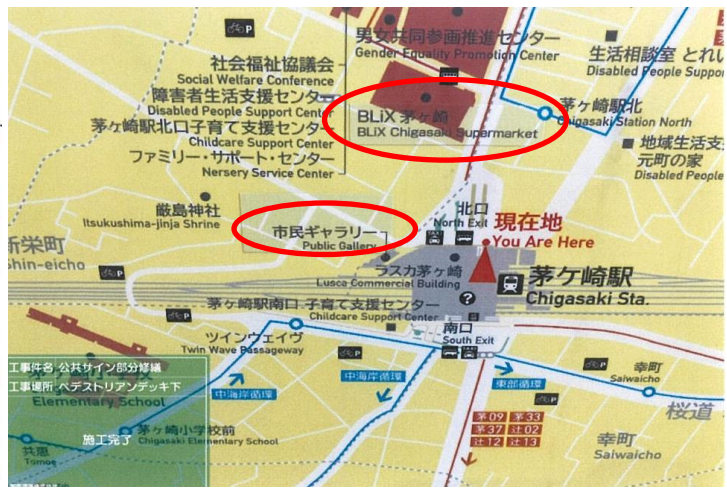 男女共同参画推進センター
Gender Equality Promotion Center
社会福祉協議会
Social Welfare Conference
障害者生活支援センター
Disabled People Support Center
茅ケ崎駅北口子育て支援センター
Childcare Support Center
ファミリー・サポート・センター
Nersery Service Center
BLiX 茅ヶ崎
BLiX Chigasaki Supermarket
生活相談室 とれい
Disabled People Suppo
茅ヶ崎駅北
Chigasaki Station North
地域生活支
元町の家
Disabled People
厳島神社
Itsukushima-jinja Shrine
市民ギャラリー
Public Gallery
北口
North Exit
現在地
You Are Here
新栄町
Shin-eicho
ラスカ茅ヶ崎
Lusca Commercial Building
茅ケ崎駅
Chigasaki Sta.
茅ケ崎駅南口 子育て支援センター
Childcare Support Center
ツインウェイヴ
Twin Wave Passageway
南口
South Exit
工事件名 公共サイン部分修繕
工事場所 ペデストリアンデッキ下
Elementary School
施工完了
中海岸循環
中海岸循環
東部循環
幸町
Saiwaicho
桜道
茅ヶ崎小学校前
Chigasaki Elementary School
共恵
Tomoe
茅09 茅33
茅37 辻02
辻12 辻13
幸町
Saiwaicho